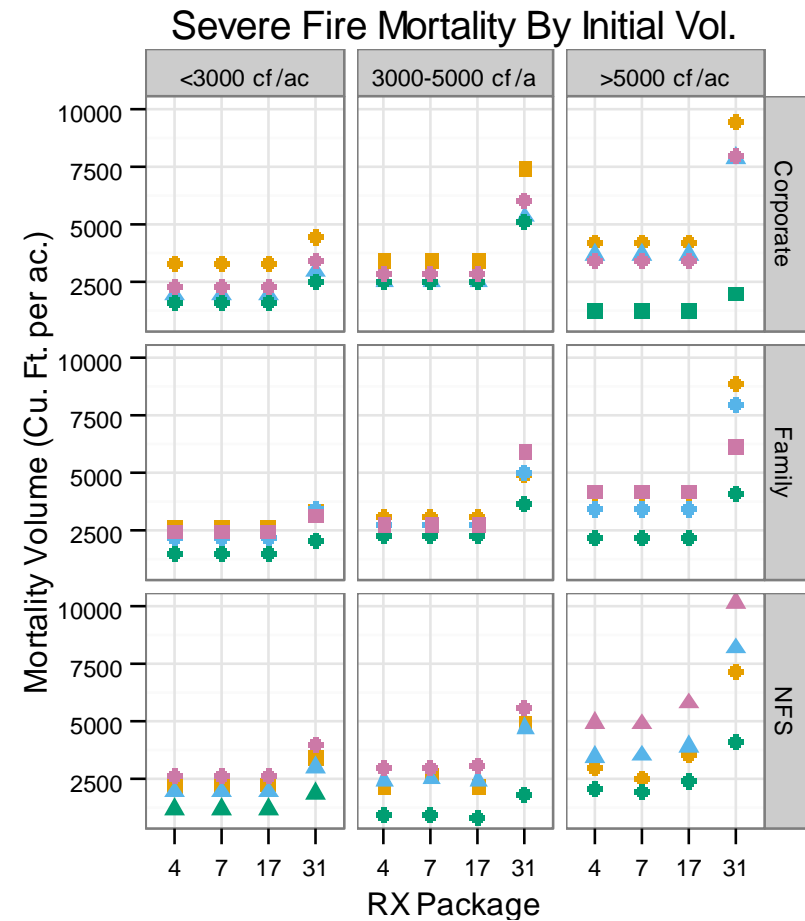 Severe Fire Mortality By Initial Vol.
<3000 cf/ac
3000-5000 cf/a
>5000 cf/ac
Mortality Volume (Cu. Ft. per ac.)
10000
7500
5000
2500
Corporate
10000
7500
5000
2500
Family
10000
7500
5000
2500
NFS
4 7 17 31
4 7 17 31
4 7 17 31
RX Package